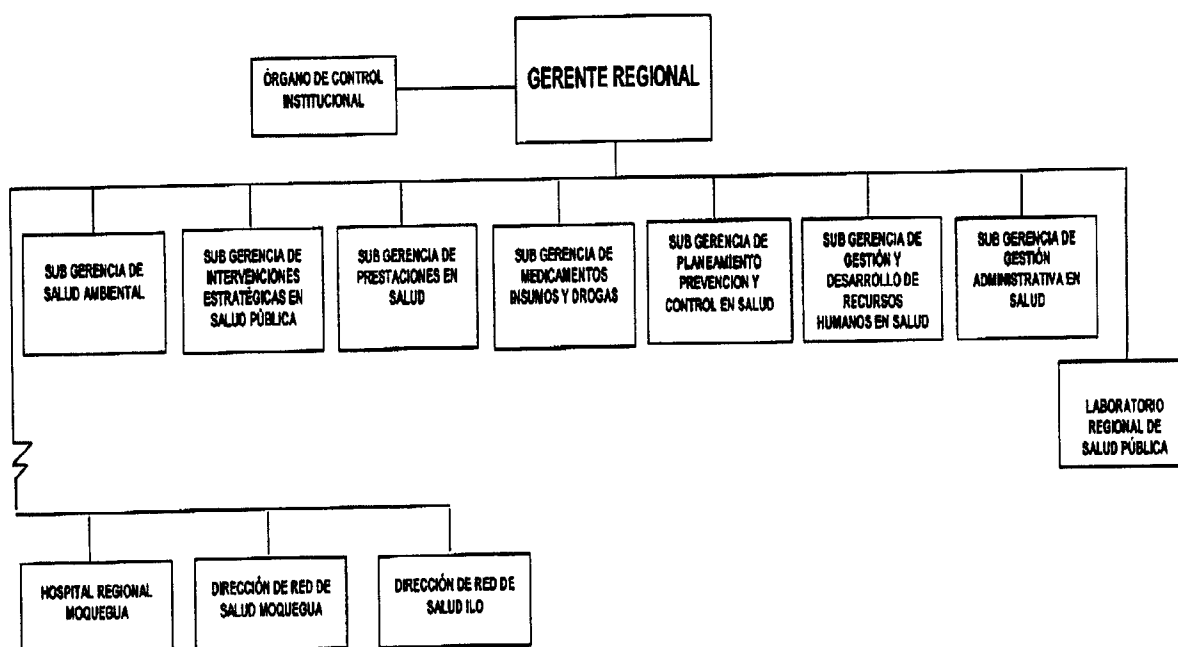 ÓRGANO DE CONTROL
INSTITUCIONAL
GERENTE REGIONAL
SUB GERENCIA DE
SALUD AMBIENTAL
SUB GERENCIA DE
INTERVENCIONES
ESTRATÉGICAS EN
SALUD PÚBLICA
SUB GERENCIA DE
PRESTACIONES EN
SALUD
SUB GERENCIA DE
MEDICAMENTOS
INSUMOS Y DROGAS
SUB GERENCIA DE
PLANEAMIENTO
PREVENCION Y
CONTROL EN SALUD
SUB GERENCIA DE
GESTIÓN Y
DESARROLLO DE
RECURSOS
HUMANOS EN SALUD
SUB GERENCIA DE
GESTIÓN
ADMINISTRATIVA EN
SALUD
LABORATORIO
REGIONAL DE
SALUD PÚBLICA
HOSPITAL REGIONAL
MOQUEGUA
DIRECCIÓN DE RED DE
SALUD MOQUEGUA
DIRECCIÓN DE RED DE
SALUD ILO